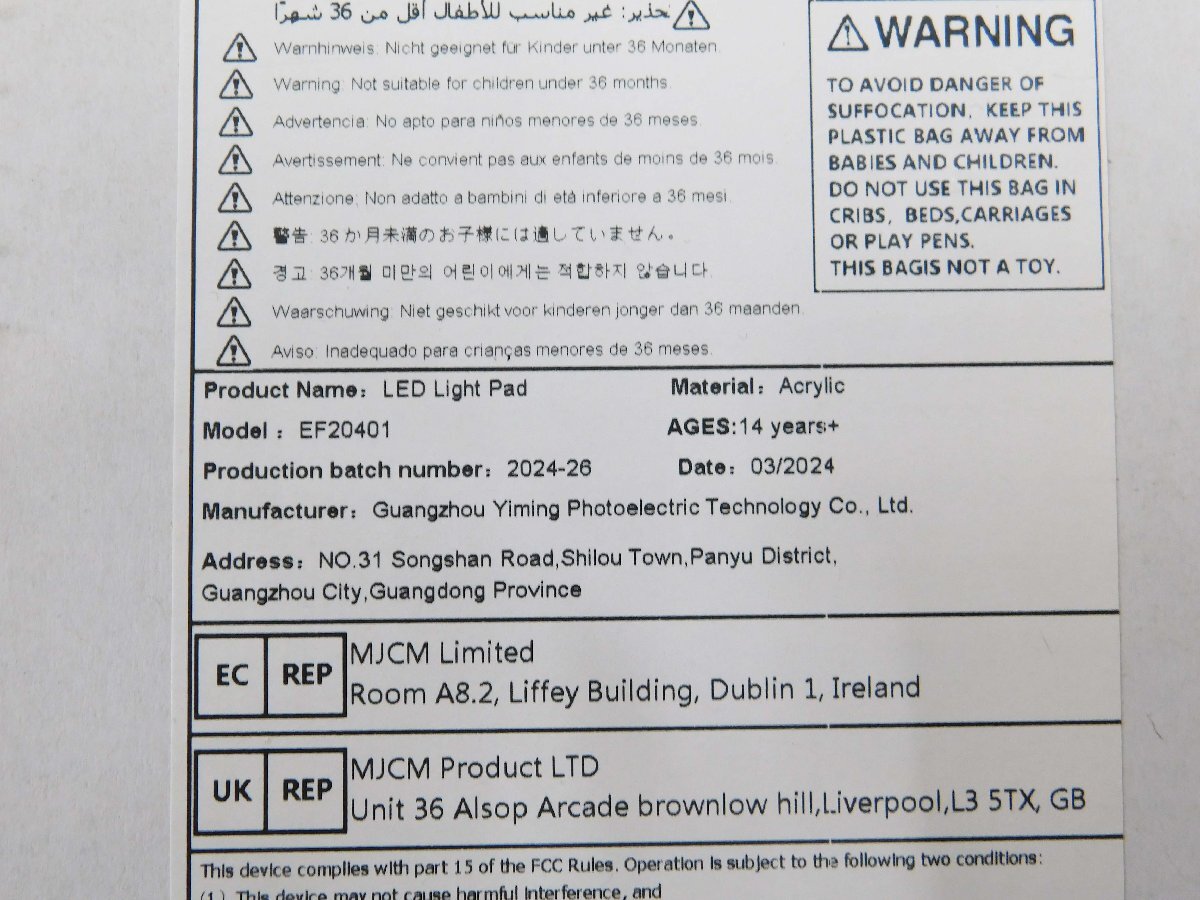 تحذير: غير مناسب للأطفال أقل من 36 شهرًا
Warnhinweis: Nicht geeignet für Kinder unter 36 Monaten.
Warning: Not suitable for children under 36 months.
Advertencia: No apto para niños menores de 36 meses.
Avertissement: Ne convient pas aux enfants de moins de 36 mois.
Attenzione: Non adatto a bambini di età inferiore a 36 mesi.
警告: 36 か月未満のお子様には適していません。
경고: 36개월 미만의 어린이에게는 적합하지 않습니다.
Waarschuwing: Niet geschikt voor kinderen jonger dan 36 maanden.
Aviso: Inadequado para crianças menores de 36 meses.
WARNING
TO AVOID DANGER OF
SUFFOCATION, KEEP THIS
PLASTIC BAG AWAY FROM
BABIES AND CHILDREN.
DO NOT USE THIS BAG IN
CRIBS, BEDS,CARRIAGES
OR PLAY PENS.
THIS BAGIS NOT A TOY.
Product Name: LED Light Pad Material: Acrylic
Model : EF20401 AGES:14 years+
Production batch number: 2024-26 Date: 03/2024
Manufacturer: Guangzhou Yiming Photoelectric Technology Co., Ltd.
Address: NO.31 Songshan Road,Shilou Town,Panyu District,
Guangzhou City,Guangdong Province
EC REP MJCM Limited
Room A8.2, Liffey Building, Dublin 1, Ireland
UK REP MJCM Product LTD
Unit 36 Alsop Arcade brownlow hill,Liverpool,L3 5TX, GB
This device complies with part 15 of the FCC Rules. Operation is subject to the following two conditions:
(1) This device may not cause harmful interference, and